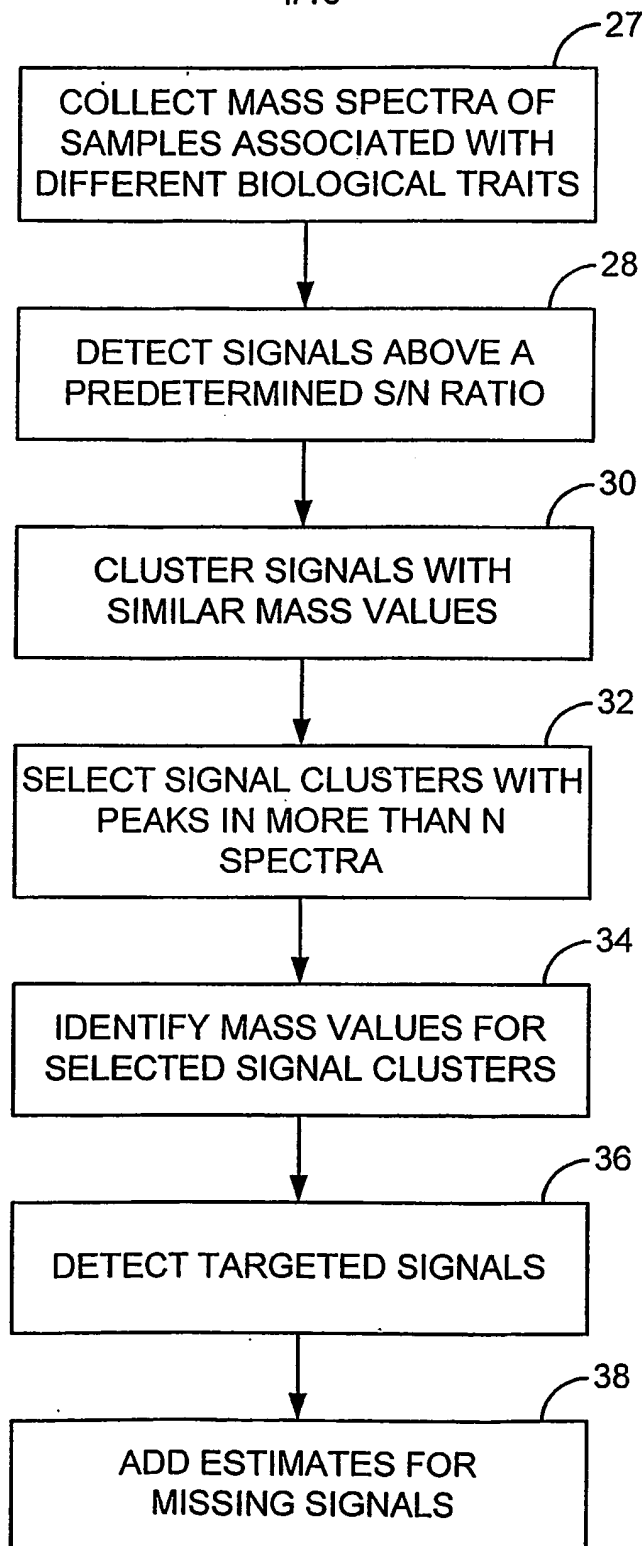 27
COLLECT MASS SPECTRA OF
SAMPLES ASSOCIATED WITH
DIFFERENT BIOLOGICAL TRAITS
28
DETECT SIGNALS ABOVE A
PREDETERMINED S/N RATIO
30
CLUSTER SIGNALS WITH
SIMILAR MASS VALUES
32
SELECT SIGNAL CLUSTERS WITH
PEAKS IN MORE THAN N
SPECTRA
34
IDENTIFY MASS VALUES FOR
SELECTED SIGNAL CLUSTERS
36
DETECT TARGETED SIGNALS
38
ADD ESTIMATES FOR
MISSING SIGNALS